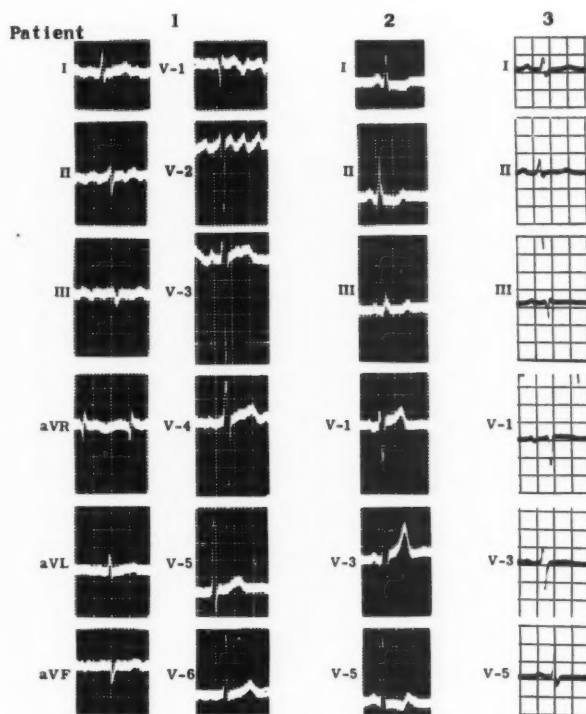 Patient 1 2 3
I V-1 I I
II V-2 II II
III V-3 III III
aVR V-4 V-1 V-1
aVL V-5 V-3 V-3
aVF V-6 V-5 V-5